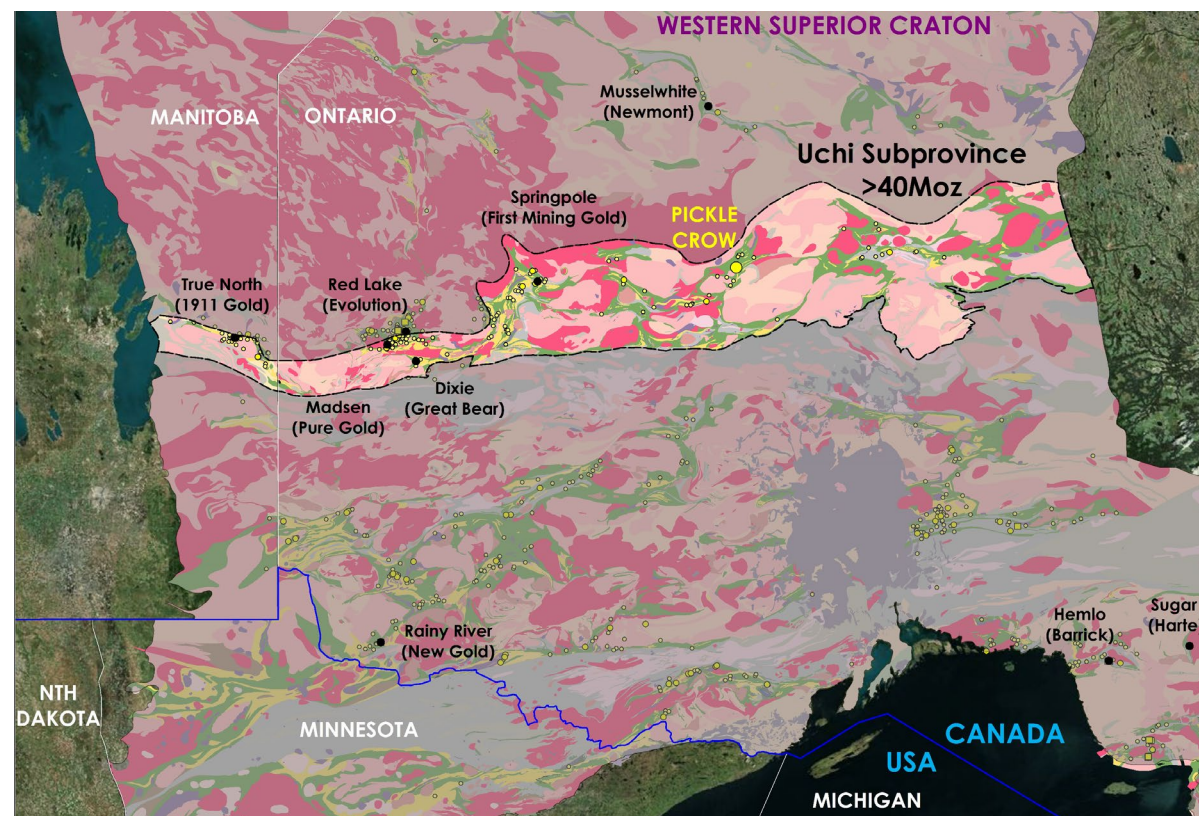 WESTERN SUPERIOR CRATON
Musselwhite
(Newmont)
MANITOBA
ONTARIO
Uchi Subprovince
>40Moz
Springpole
(First Mining Gold)
PICKLE
CROW
True North
(1911 Gold)
Red Lake
(Evolution)
Dixie
(Great Bear)
Madsen
(Pure Gold)
Hemlo
(Barrick)
Sugar
(Harte
Rainy River
(New Gold)
NTH
DAKOTA
MINNESOTA
CANADA
USA
MICHIGAN